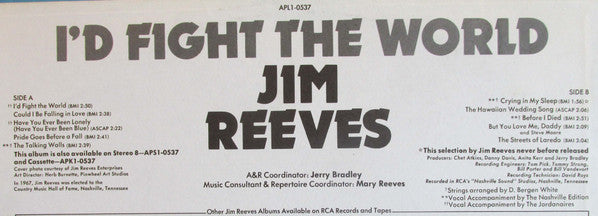 APL1-0537
I'D FIGHT THE WORLD
JIM
REEVES
SIDE A
†† I'd Fight the World (BMI 2:50)
Could I Be Falling in Love (BMI 2:38)
†† Have You Ever Been Lonely
(Have You Ever Been Blue) (ASCAP 2:22)
Pride Goes Before a Fall (BMI 2:41)
**† The Talking Walls (BMI 2:39)
This album is also available on Stereo 8—APS1-0537
and Cassette—APK1-0537
Cover photo courtesy of Jim Reeves Enterprises
Art Director: Herb Burnette, Pinwheel Art Studios
In 1967, Jim Reeves was elected to the
Country Music Hall of Fame, Nashville, Tennessee
A&R Coordinator: Jerry Bradley
Music Consultant & Repertoire Coordinator: Mary Reeves
SIDE B
**† Crying in My Sleep (BMI 1:56)
The Hawaiian Wedding Song (ASCAP 2:06)
**† Before I Died (BMI 2:51)
But You Love Me, Daddy (BMI 2:09)
and Steve Moore
The Streets of Laredo (BMI 3:04)
This selection by Jim Reeves never before released
Producers: Chet Atkins, Danny Davis, Anita Kerr and Jerry Bradley
Recording Engineers: Tom Pick, Tommy Strong,
Bill Porter and Bill Vandevort
Recording Technician: David Roys
Recorded in RCA's "Nashville Sound" Studios, Nashville, Tennessee
†Strings arranged by D. Bergen White
**Vocal Accompaniment by The Nashville Edition
††Vocal Accompaniment by The Jordanaires
Other Jim Reeves Albums Available on RCA Records and Tapes